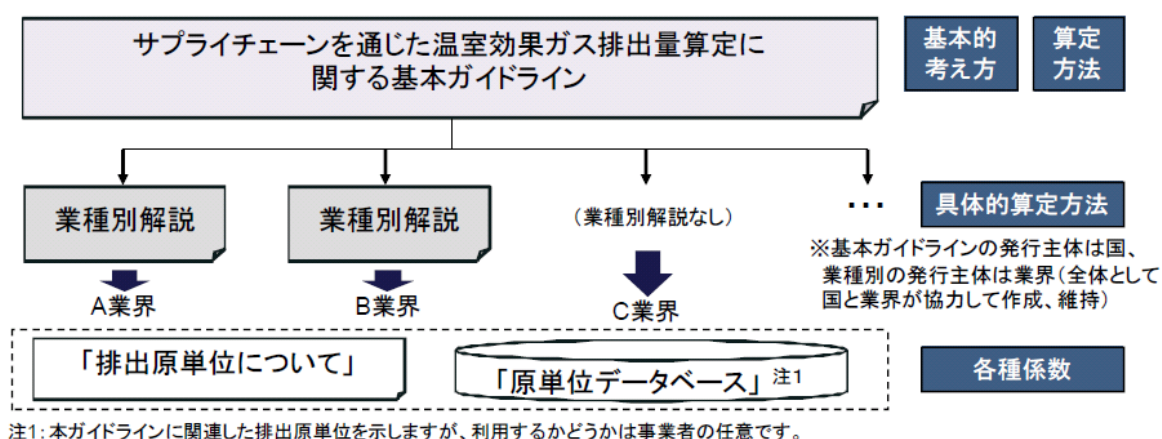 サプライチェーンを通じた温室効果ガス排出量算定に
関する基本ガイドライン
基本的
考え方
算定
方法
業種別解説
業種別解説
（業種別解説なし）
･･･
具体的算定方法
※基本ガイドラインの発行主体は国、
業種別の発行主体は業界（全体として
国と業界が協力して作成、維持）
A業界
B業界
C業界
「排出原単位について」
「原単位データベース」注1
各種係数
注1：本ガイドラインに関連した排出原単位を示しますが、利用するかどうかは事業者の任意です。